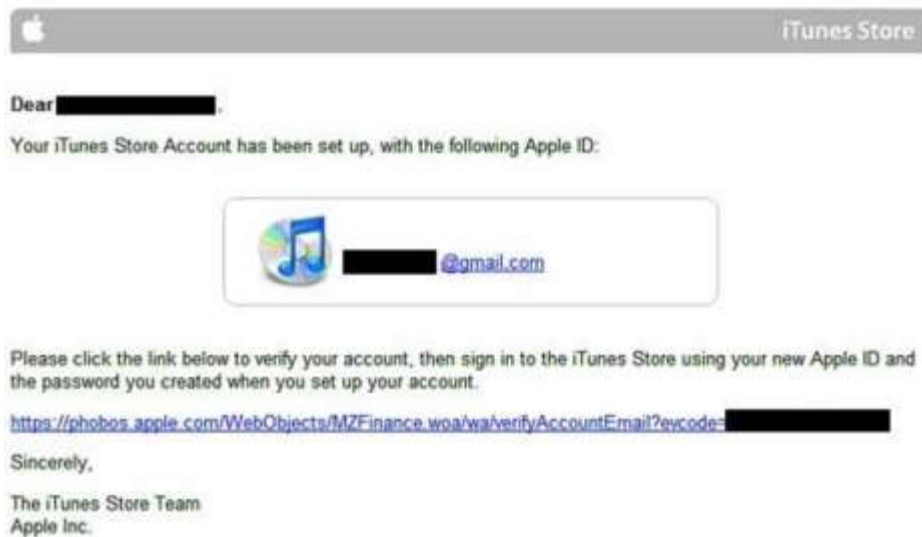 iTunes Store
Dear ,
Your iTunes Store Account has been set up, with the following Apple ID:
@gmail.com
Please click the link below to verify your account, then sign in to the iTunes Store using your new Apple ID and
the password you created when you set up your account.
https://phobos.apple.com/WebObjects/MZFinance.woa/wa/verifyAccountEmail?evcode=
Sincerely,
The iTunes Store Team
Apple Inc.